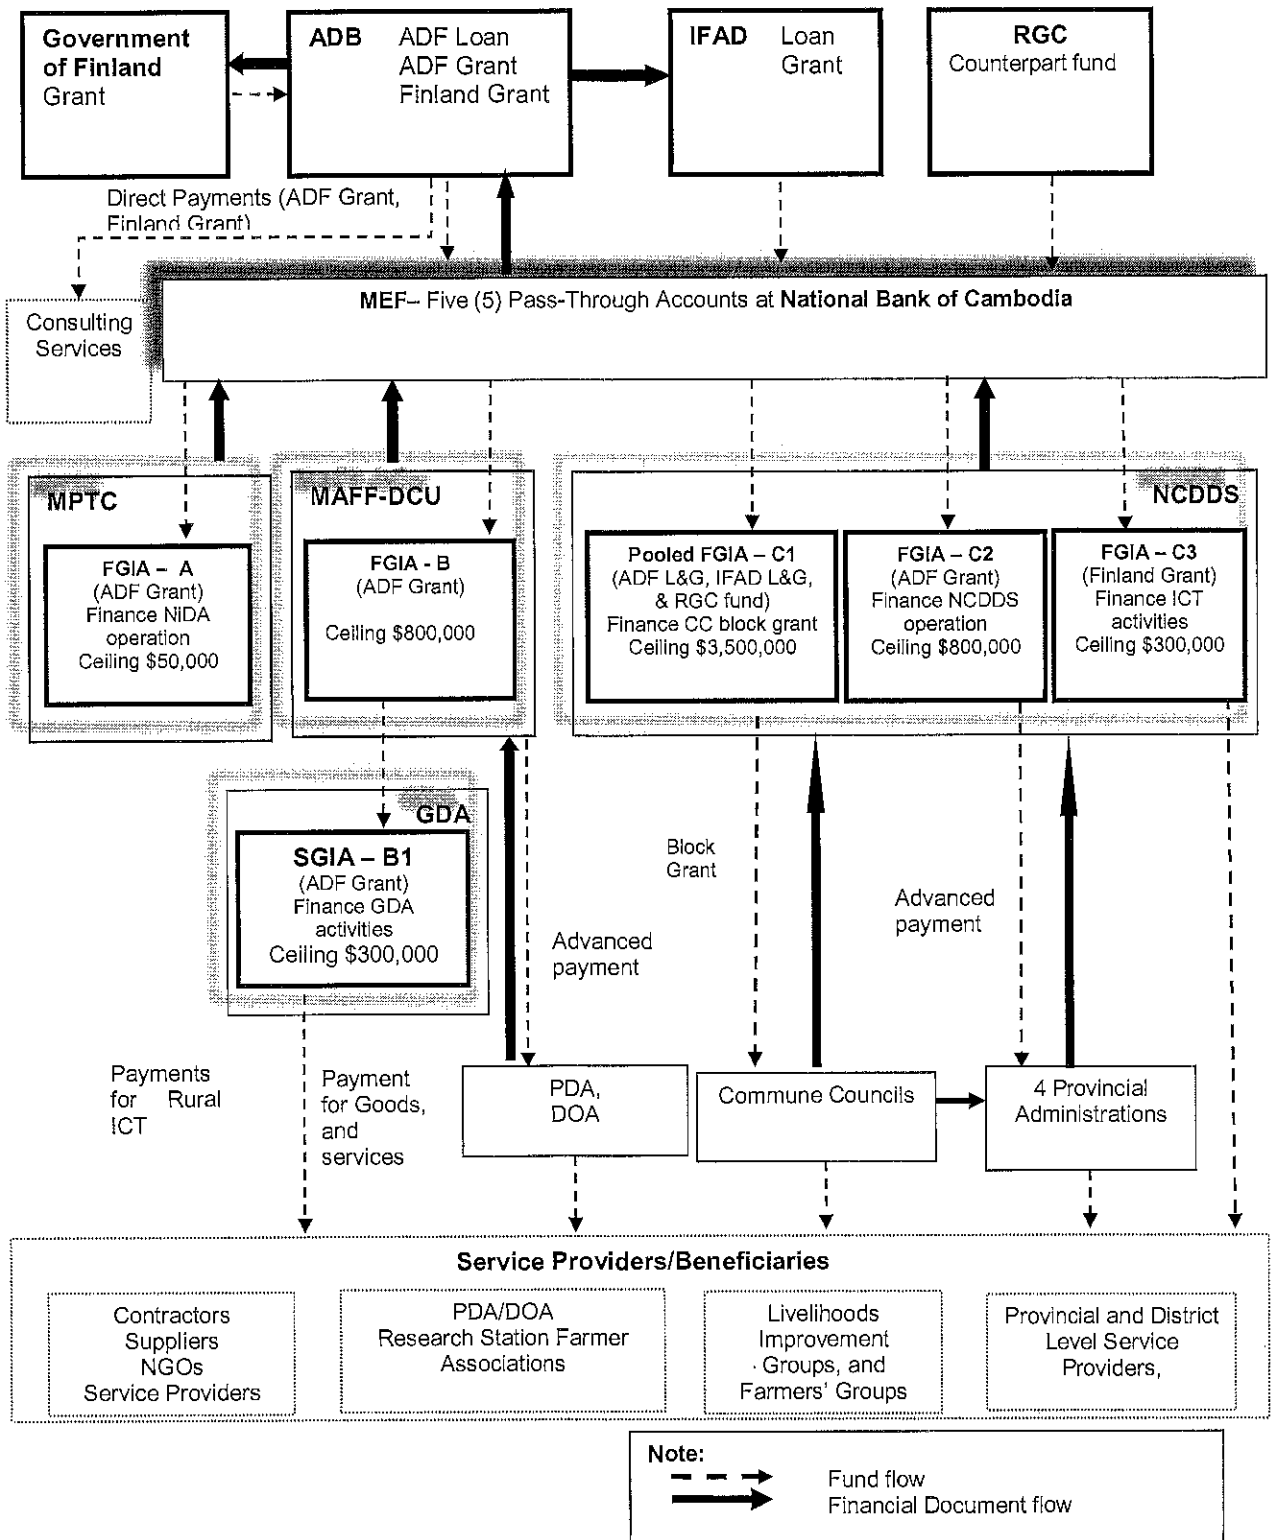 Government
of Finland
Grant
ADB ADF Loan
ADF Grant
Finland Grant
IFAD Loan
Grant
RGC
Counterpart fund
Direct Payments (ADF Grant,
Finland Grant)
MEF– Five (5) Pass-Through Accounts at National Bank of Cambodia
Consulting
Services
MPTC
FGIA – A
(ADF Grant)
Finance NiDA
operation
Ceiling $50,000
MAFF-DCU
FGIA - B
(ADF Grant)
Ceiling $800,000
NCDDS
Pooled FGIA – C1
(ADF L&G, IFAD L&G,
& RGC fund)
Finance CC block grant
Ceiling $3,500,000
FGIA – C2
(ADF Grant)
Finance NCDDS
operation
Ceiling $800,000
FGIA – C3
(Finland Grant)
Finance ICT
activities
Ceiling $300,000
GDA
SGIA – B1
(ADF Grant)
Finance GDA
activities
Ceiling $300,000
Advanced
payment
Block
Grant
Advanced
payment
Payments
for Rural
ICT
Payment
for Goods,
and
services
PDA,
DOA
Commune Councils
4 Provincial
Administrations
Service Providers/Beneficiaries
Contractors
Suppliers
NGOs
Service Providers
PDA/DOA
Research Station Farmer
Associations
Livelihoods
Improvement
Groups, and
Farmers' Groups
Provincial and District
Level Service
Providers,
Note:
Fund flow
Financial Document flow